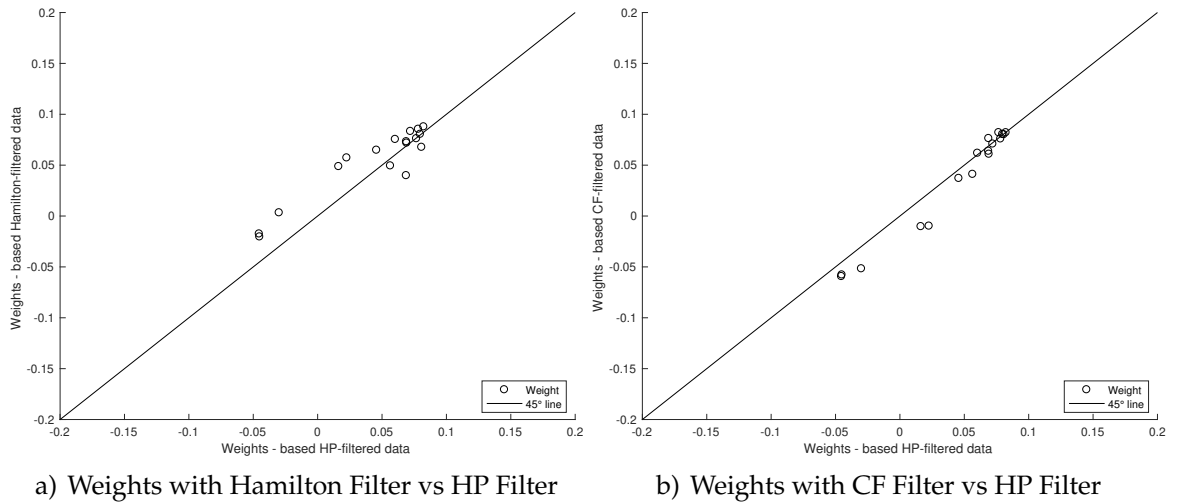 0.2
0.15
0.1
0.05
0
-0.05
-0.1
-0.15
-0.2
Weights - based Hamilton-filtered data
-0.2 -0.15 -0.1 -0.05 0 0.05 0.1 0.15 0.2
Weights - based HP-filtered data
Weight
45° line
a) Weights with Hamilton Filter vs HP Filter
0.2
0.15
0.1
0.05
0
-0.05
-0.1
-0.15
-0.2
Weights - based CF-filtered data
-0.2 -0.15 -0.1 -0.05 0 0.05 0.1 0.15 0.2
Weights - based HP-filtered data
Weight
45° line
b) Weights with CF Filter vs HP Filter